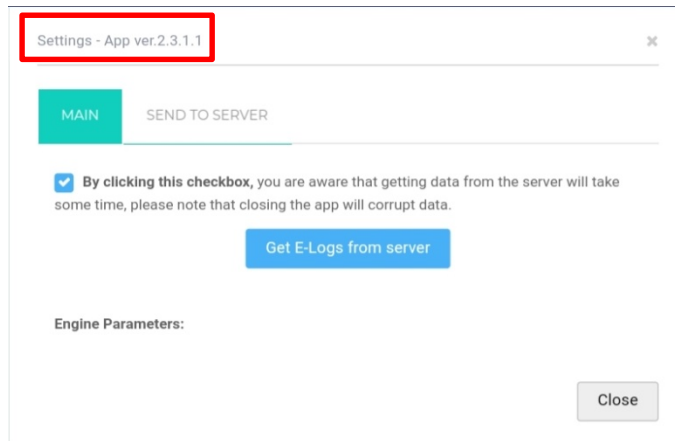 Settings - App ver.2.3.1.1
MAIN SEND TO SERVER
By clicking this checkbox, you are aware that getting data from the server will take
some time, please note that closing the app will corrupt data.
Get E-Logs from server
Engine Parameters:
Close